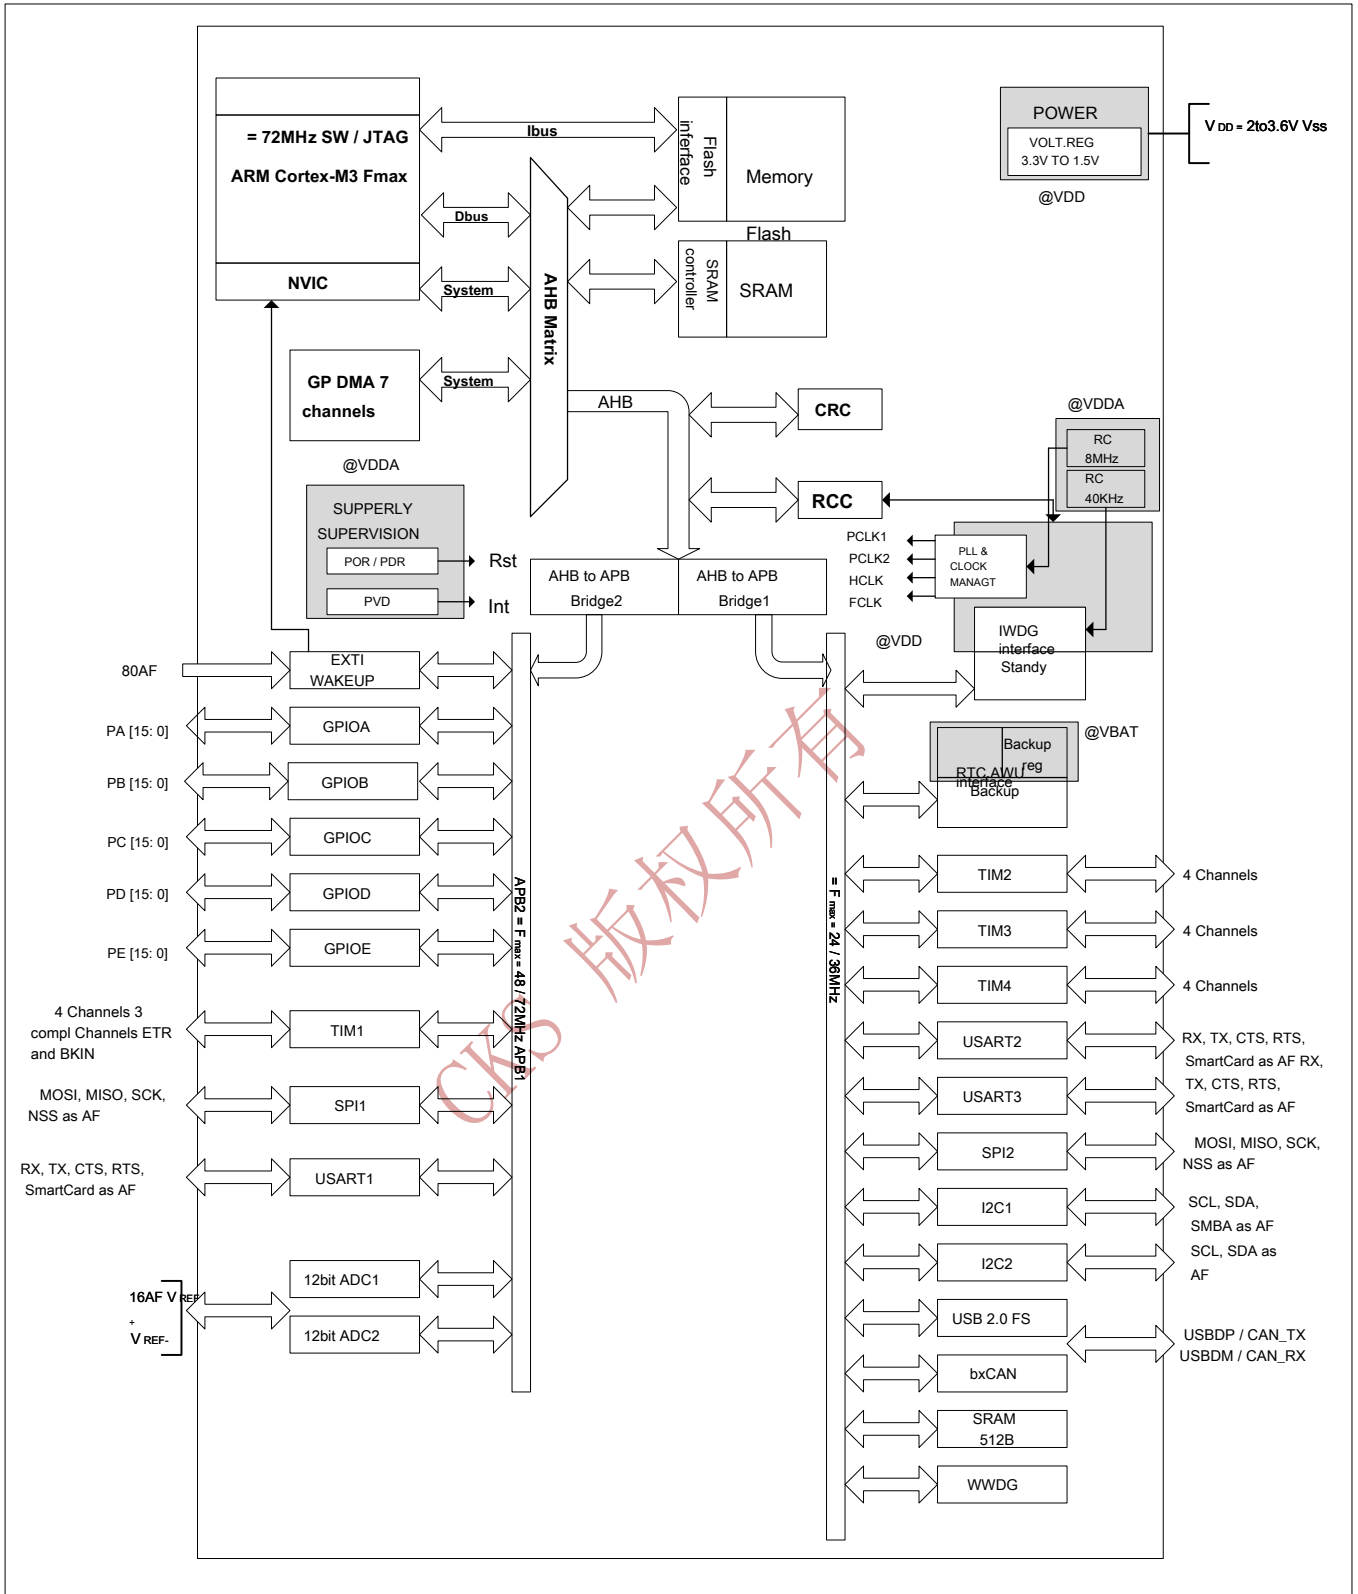 = 72MHz SW / JTAG
ARM Cortex-M3 Fmax
NVIC
Ibus
Dbus
System
System
GP DMA 7
channels
AHB Matrix
Flash
inferface
Memory
Flash
SRAM
controller
SRAM
POWER
VOLT.REG
3.3V TO 1.5V
@VDD
V DD = 2to3.6V Vss
AHB
CRC
RCC
@VDDA
RC
8MHz
RC
40KHz
@VDDA
SUPPERLY
SUPERVISION
POR / PDR
PVD
Rst
Int
AHB to APB
Bridge2
AHB to APB
Bridge1
PCLK1
PCLK2
HCLK
FCLK
PLL &
CLOCK
MANAGT
@VDD
IWDG
interface
Standy
@VBAT
Backup
reg
RTC AWU
interface
Backup
80AF
EXTI
WAKEUP
PA [15: 0]
GPIOA
PB [15: 0]
GPIOB
PC [15: 0]
GPIOC
PD [15: 0]
GPIOD
PE [15: 0]
GPIOE
4 Channels 3
compl Channels ETR
and BKIN
TIM1
MOSI, MISO, SCK,
NSS as AF
SPI1
RX, TX, CTS, RTS,
SmartCard as AF
USART1
16AF V REF
+
V REF-
12bit ADC1
12bit ADC2
APB2 = F max = 48 / 72MHz APB1
= F max = 24 / 36MHz
TIM2
4 Channels
TIM3
4 Channels
TIM4
4 Channels
USART2
RX, TX, CTS, RTS,
SmartCard as AF RX,
USART3
TX, CTS, RTS,
SmartCard as AF
SPI2
MOSI, MISO, SCK,
NSS as AF
I2C1
SCL, SDA,
SMBA as AF
I2C2
SCL, SDA as
AF
USB 2.0 FS
USBDP / CAN_TX
USBDM / CAN_RX
bxCAN
SRAM
512B
WWDG
CKS 版权所有